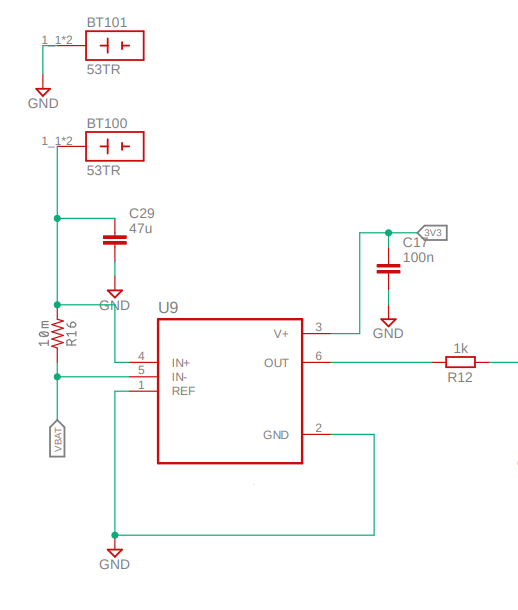 BT101
1_1*2
53TR
GND
BT100
1_1*2
53TR
C29
47u
GND
3V3
C17
100n
GND
10m
R16
U9
V+
3
4
IN+
OUT
6
5
IN-
1
REF
1k
R12
VBAT
GND
2
GND